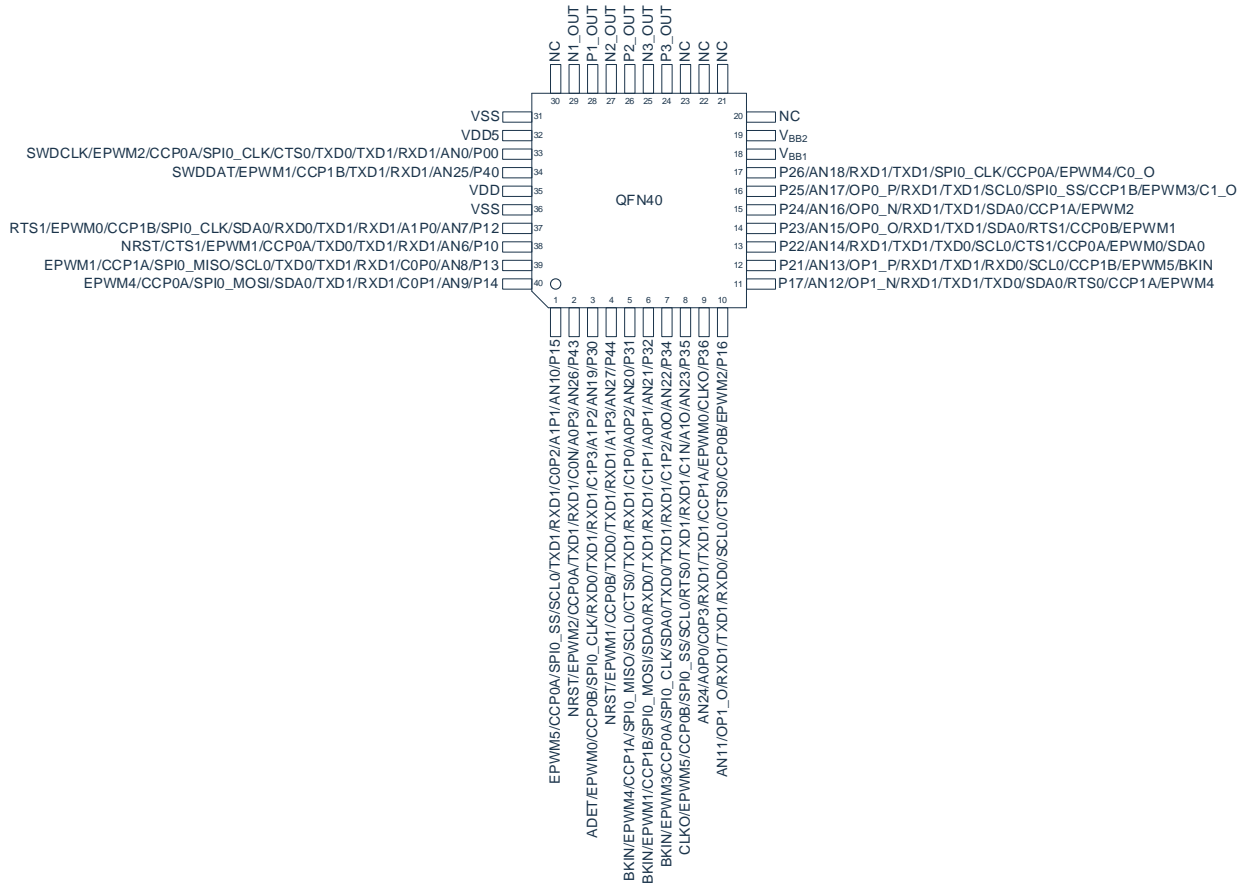 NC
N1_OUT
P1_OUT
N2_OUT
P2_OUT
N3_OUT
P3_OUT
NC
NC
NC
30 29 28 27 26 25 24 23 22 21
VSS 31
VDD5 32
SWDCLK/EPWM2/CCP0A/SPI0_CLK/CTS0/TXD0/TXD1/RXD1/AN0/P00 33
SWDDAT/EPWM1/CCP1B/TXD1/RXD1/AN25/P40 34
VDD 35
VSS 36
RTS1/EPWM0/CCP1B/SPI0_CLK/SDA0/RXD0/TXD1/RXD1/A1P0/AN7/P12 37
NRST/CTS1/EPWM1/CCP0A/TXD0/TXD1/RXD1/AN6/P10 38
EPWM1/CCP1A/SPI0_MISO/SCL0/TXD0/TXD1/RXD1/C0P0/AN8/P13 39
EPWM4/CCP0A/SPI0_MOSI/SDA0/TXD1/RXD1/C0P1/AN9/P14 40
QFN40
20 NC
19 VBB2
18 VBB1
17 P26/AN18/RXD1/TXD1/SPI0_CLK/CCP0A/EPWM4/C0_O
16 P25/AN17/OP0_P/RXD1/TXD1/SCL0/SPI0_SS/CCP1B/EPWM3/C1_O
15 P24/AN16/OP0_N/RXD1/TXD1/SDA0/CCP1A/EPWM2
14 P23/AN15/OP0_O/RXD1/TXD1/SDA0/RTS1/CCP0B/EPWM1
13 P22/AN14/RXD1/TXD1/TXD0/SCL0/CTS1/CCP0A/EPWM0/SDA0
12 P21/AN13/OP1_P/RXD1/TXD1/RXD0/SCL0/CCP1B/EPWM5/BKIN
11 P17/AN12/OP1_N/RXD1/TXD1/TXD0/SDA0/RTS0/CCP1A/EPWM4
1 2 3 4 5 6 7 8 9 10
EPWM5/CCP0A/SPI0_SS/SCL0/TXD1/RXD1/C0P2/A1P1/AN10/P15
NRST/EPWM2/CCP0A/TXD1/RXD1/C0N/A0P3/AN26/P43
ADET/EPWM0/CCP0B/SPI0_CLK/RXD0/TXD1/RXD1/C1P3/A1P2/AN19/P30
NRST/EPWM1/CCP0B/TXD0/TXD1/RXD1/A1P3/AN27/P44
BKIN/EPWM4/CCP1A/SPI0_MISO/SCL0/CTS0/TXD1/RXD1/C1P0/A0P2/AN20/P31
BKIN/EPWM1/CCP1B/SPI0_MOSI/SDA0/RXD0/TXD1/RXD1/C1P1/A0P1/AN21/P32
BKIN/EPWM3/CCP0A/SPI0_CLK/SDA0/TXD0/TXD1/RXD1/C1P2/A0O/AN22/P34
CLKO/EPWM5/CCP0B/SPI0_SS/SCL0/RTS0/TXD1/RXD1/C1N/A1O/AN23/P35
AN24/A0P0/C0P3/RXD1/TXD1/CCP1A/EPWM0/CLKO/P36
AN11/OP1_O/RXD1/TXD1/RXD0/SCL0/CTS0/CCP0B/EPWM2/P16